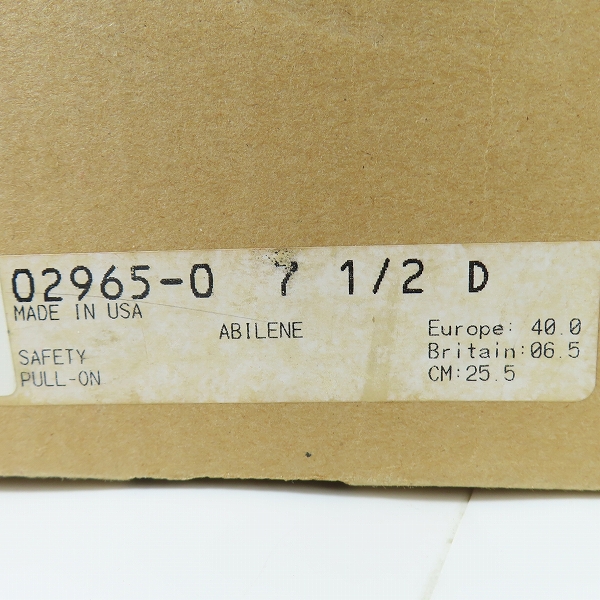 02965-0 7 1/2 D
MADE IN USA
ABILENE
SAFETY
PULL-ON
Europe: 40.0
Britain:06.5
CM:25.5